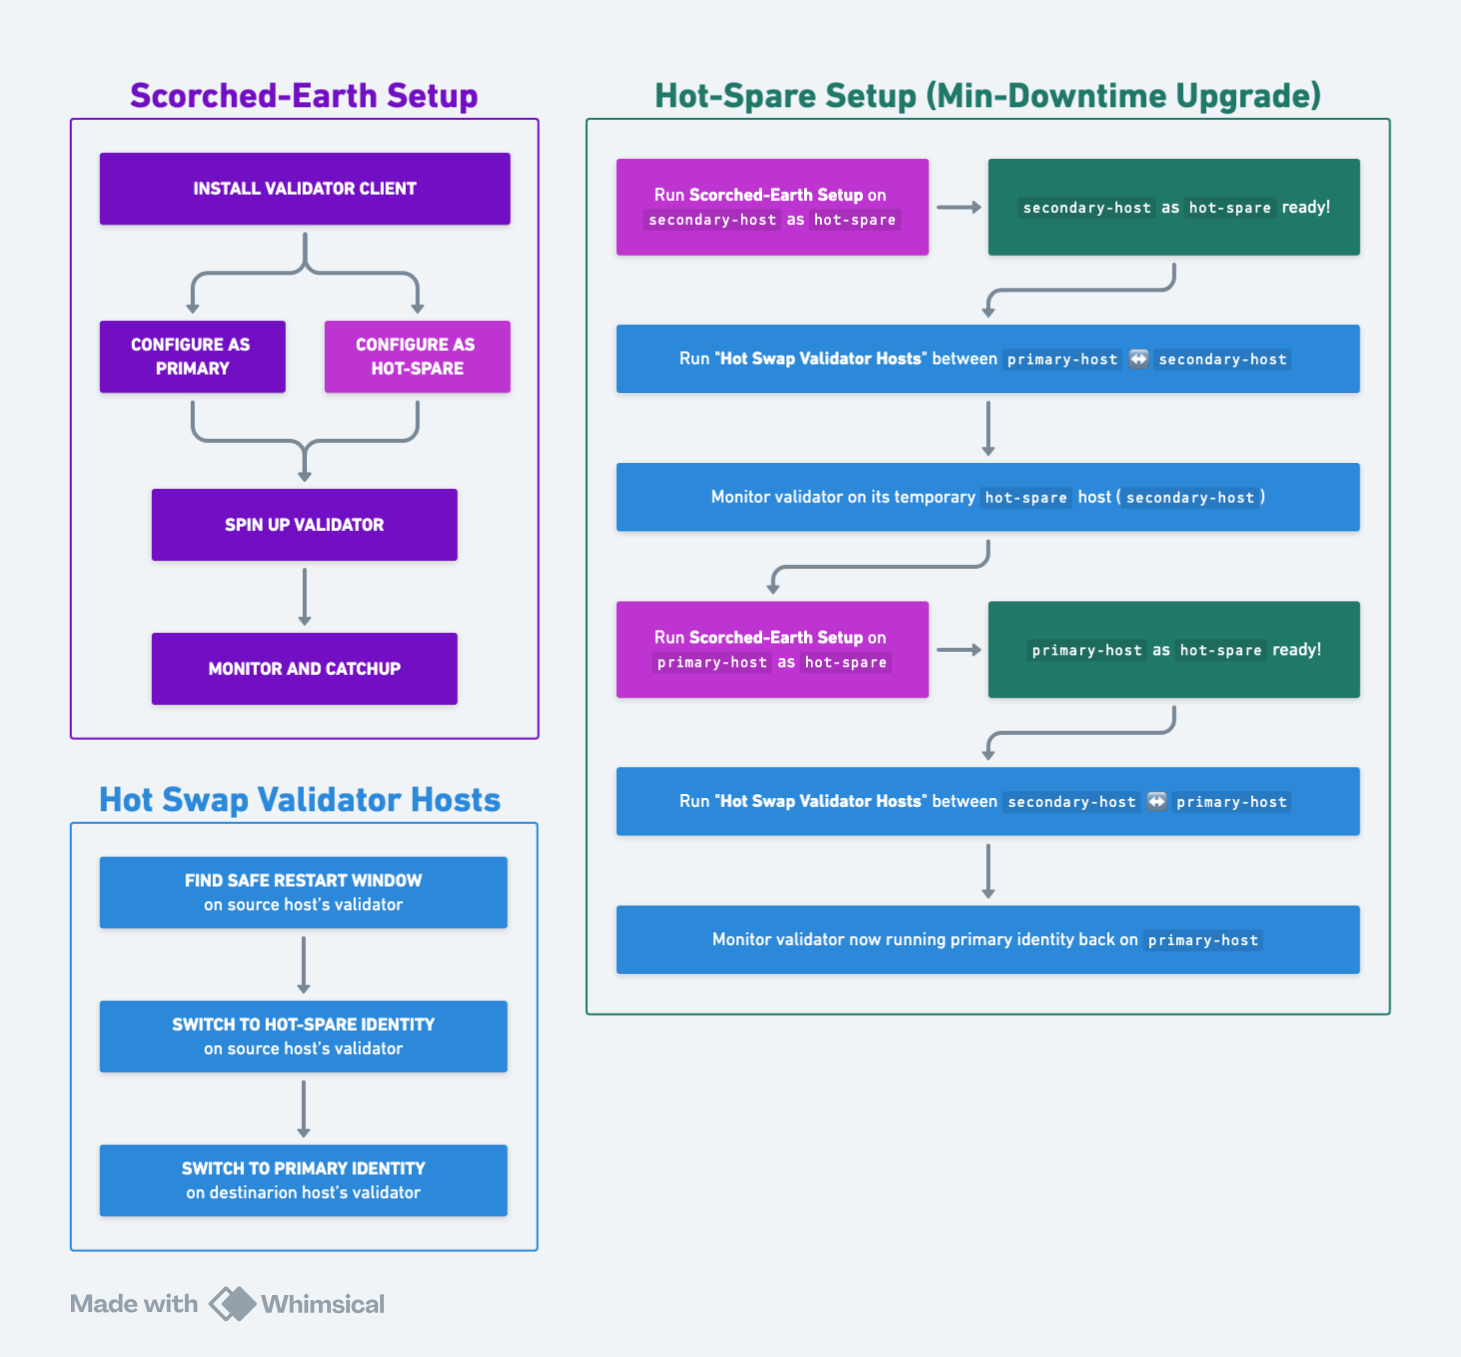 Scorched-Earth Setup
INSTALL VALIDATOR CLIENT
CONFIGURE AS
PRIMARY
CONFIGURE AS
HOT-SPARE
SPIN UP VALIDATOR
MONITOR AND CATCHUP
Hot Swap Validator Hosts
FIND SAFE RESTART WINDOW
on source host's validator
SWITCH TO HOT-SPARE IDENTITY
on source host's validator
SWITCH TO PRIMARY IDENTITY
on destinarion host's validator
Hot-Spare Setup (Min-Downtime Upgrade)
Run Scorched-Earth Setup on
secondary-host as hot-spare
secondary-host as hot-spare ready!
Run "Hot Swap Validator Hosts" between primary-host ↔️ secondary-host
Monitor validator on its temporary hot-spare host (secondary-host)
Run Scorched-Earth Setup on
primary-host as hot-spare
primary-host as hot-spare ready!
Run "Hot Swap Validator Hosts" between secondary-host ↔️ primary-host
Monitor validator now running primary identity back on primary-host
Made with Whimsical